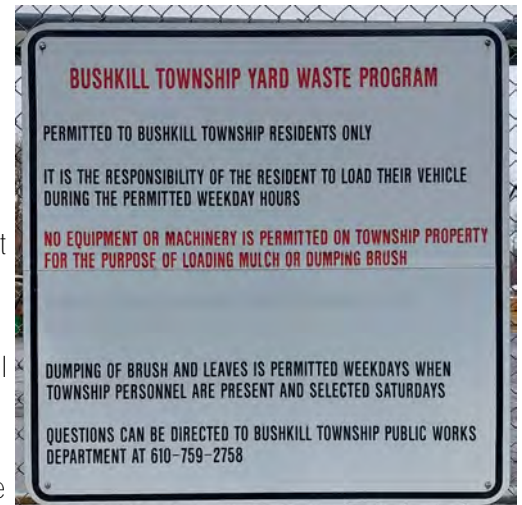 BUSHKILL TOWNSHIP YARD WASTE PROGRAM
PERMITTED TO BUSHKILL TOWNSHIP RESIDENTS ONLY
IT IS THE RESPONSIBILITY OF THE RESIDENT TO LOAD THEIR VEHICLE
DURING THE PERMITTED WEEKDAY HOURS
NO EQUIPMENT OR MACHINERY IS PERMITTED ON TOWNSHIP PROPERTY
FOR THE PURPOSE OF LOADING MULCH OR DUMPING BRUSH
DUMPING OF BRUSH AND LEAVES IS PERMITTED WEEKDAYS WHEN
TOWNSHIP PERSONNEL ARE PRESENT AND SELECTED SATURDAYS
QUESTIONS CAN BE DIRECTED TO BUSHKILL TOWNSHIP PUBLIC WORKS
DEPARTMENT AT 610-759-2758